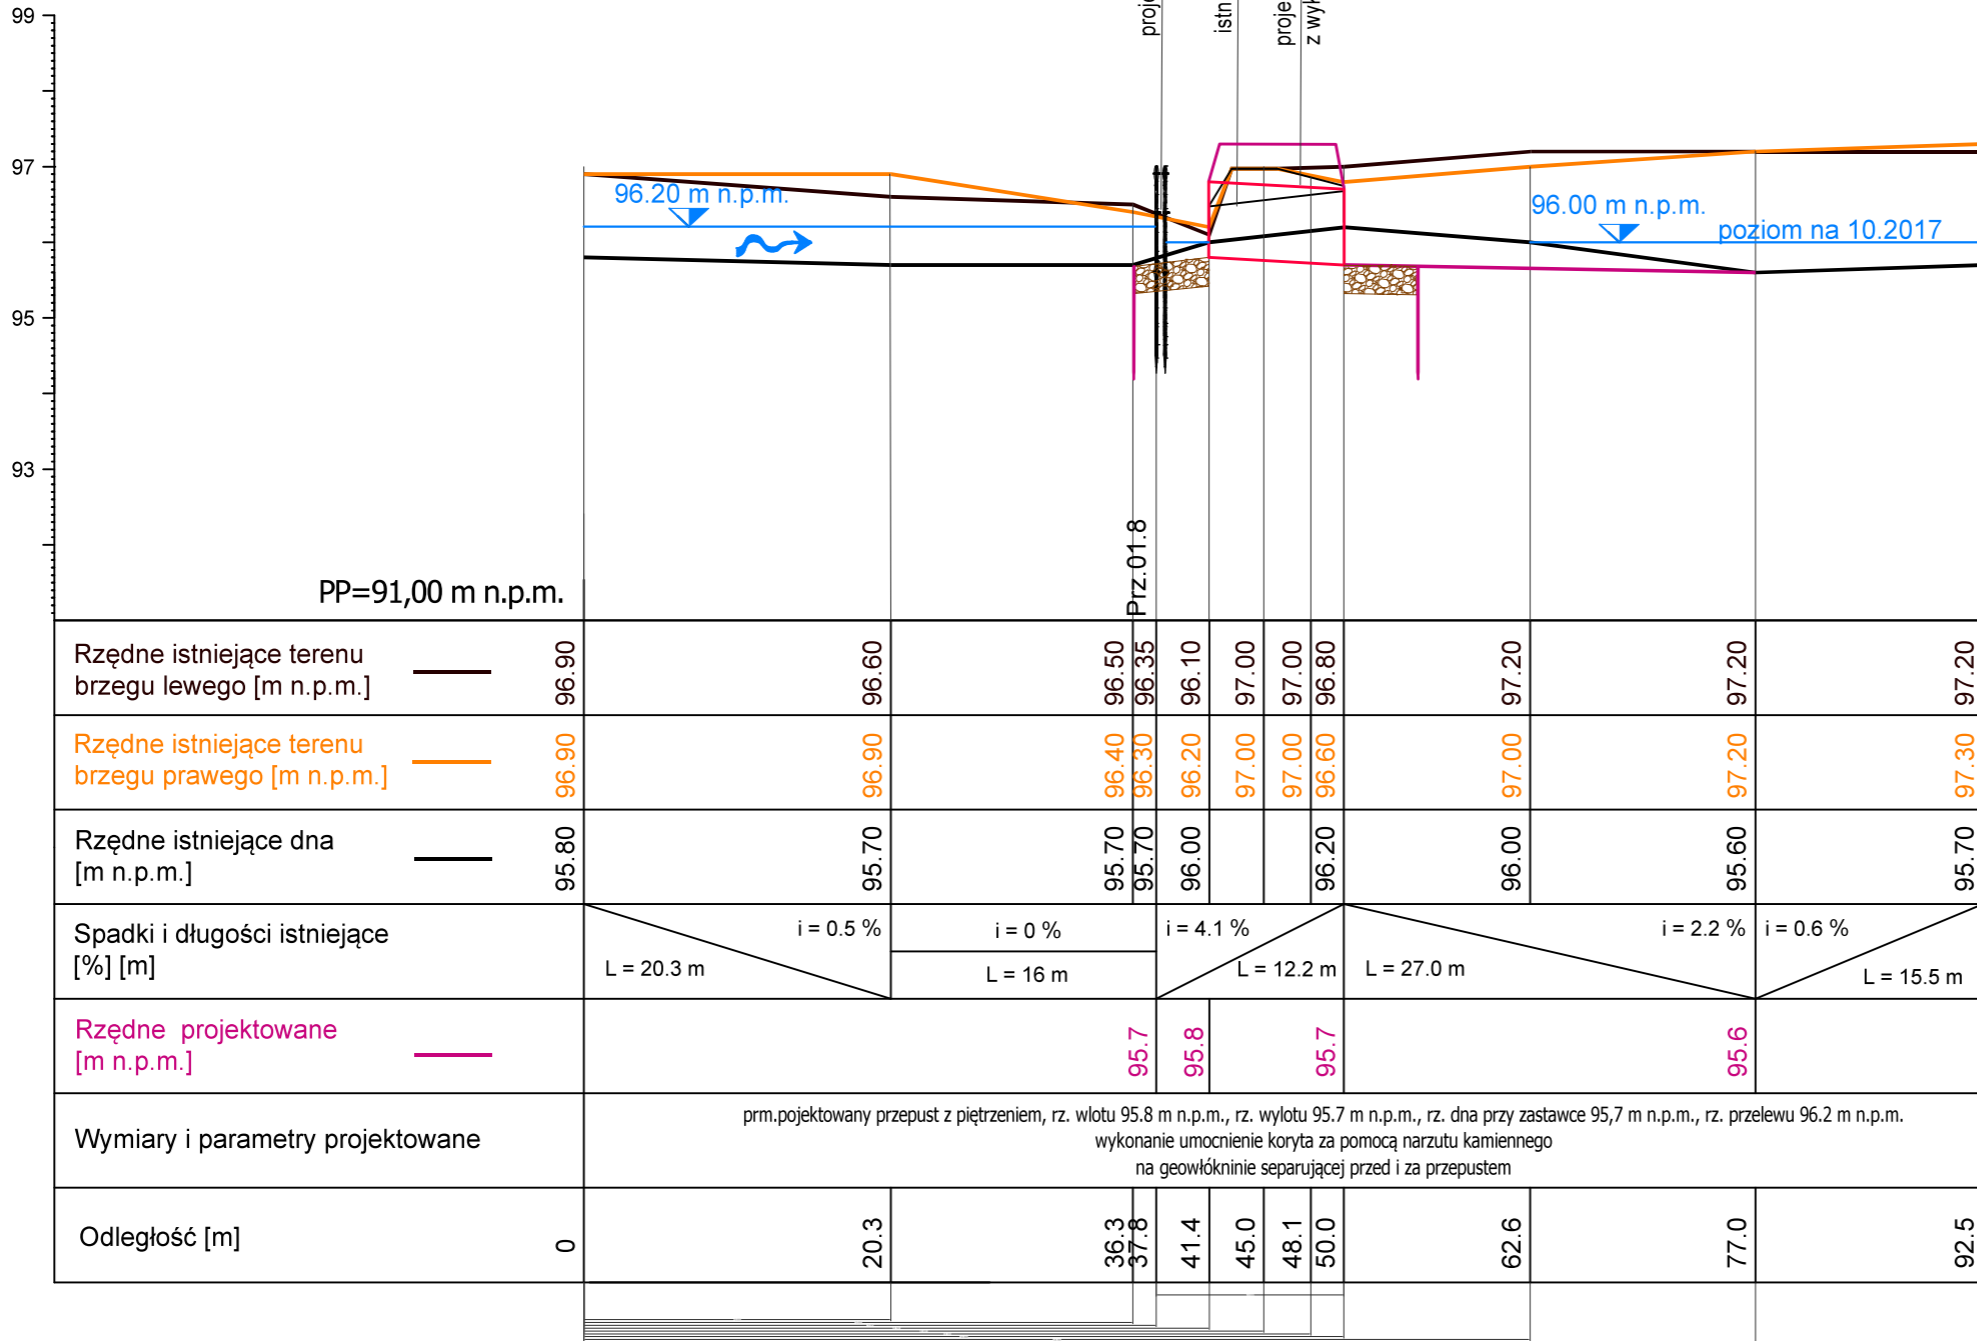 99
proje
istn
proje
z wyk
97
96.20 m n.p.m.
96.00 m n.p.m.
poziom na 10.2017
95
93
Prz.01.8
PP=91,00 m n.p.m.
Rzędne istniejące terenu
brzegu lewego [m n.p.m.]
96.90 96.60 96.50 96.35 96.10 97.00 97.00 96.80 97.20 97.20 97.20
Rzędne istniejące terenu
brzegu prawego [m n.p.m.]
96.90 96.90 96.40 96.30 96.20 97.00 97.00 96.60 97.00 97.20 97.30
Rzędne istniejące dna
[m n.p.m.]
95.80 95.70 95.70 95.70 96.00 96.20 96.00 95.60 95.70
Spadki i długości istniejące
[%] [m]
i = 0.5 % i = 0 % i = 4.1 % i = 2.2 % i = 0.6 %
L = 20.3 m L = 16 m L = 12.2 m L = 27.0 m L = 15.5 m
Rzędne projektowane
[m n.p.m.]
95.7 95.8 95.7 95.6
Wymiary i parametry projektowane
prm.pojektowany przepust z piętrzeniem, rz. wlotu 95.8 m n.p.m., rz. wylotu 95.7 m n.p.m., rz. dna przy zastawce 95,7 m n.p.m., rz. przelewu 96.2 m n.p.m.
wykonanie umocnienie koryta za pomocą narzutu kamiennego
na geowłókninie separującej przed i za przepustem
Odległość [m]
0 20.3 36.3 37.8 41.4 45.0 48.1 50.0 62.6 77.0 92.5